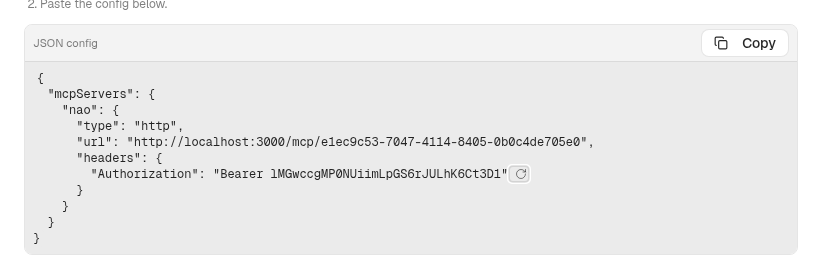 2. Paste the config below.
JSON config
Copy
{
  "mcpServers": {
    "nao": {
      "type": "http",
      "url": "http://localhost:3000/mcp/e1ec9c53-7047-4114-8405-0b0c4de705e0",
      "headers": {
        "Authorization": "Bearer lMGwccgMP0NUiimLpGS6rJULhK6Ct3D1"
      }
    }
  }
}